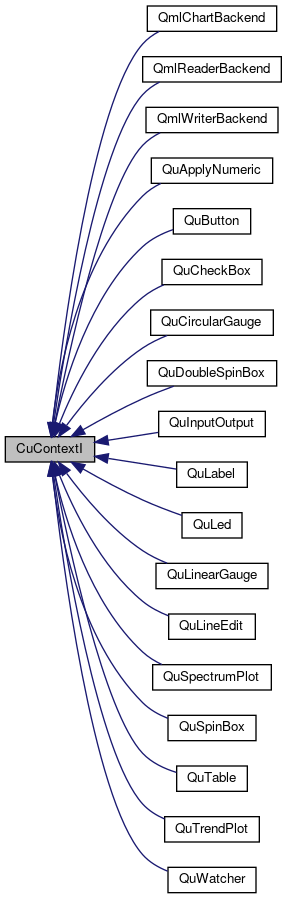 QmlChartBackend
QmlReaderBackend
QmlWriterBackend
QuApplyNumeric
QuButton
QuCheckBox
QuCircularGauge
QuDoubleSpinBox
QuInputOutput
CuContextI
QuLabel
QuLed
QuLinearGauge
QuLineEdit
QuSpectrumPlot
QuSpinBox
QuTable
QuTrendPlot
QuWatcher